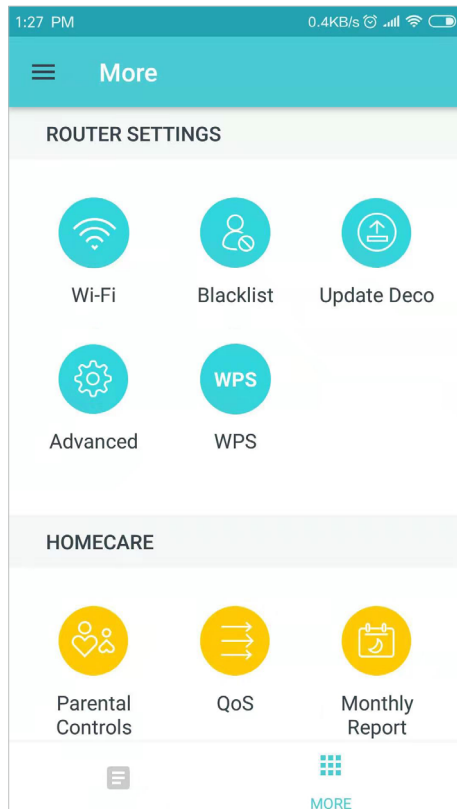 1:27 PM 0.4KB/s
More
ROUTER SETTINGS
Wi-Fi Blacklist Update Deco
WPS
Advanced WPS
HOMECARE
Parental Controls QoS Monthly Report
MORE